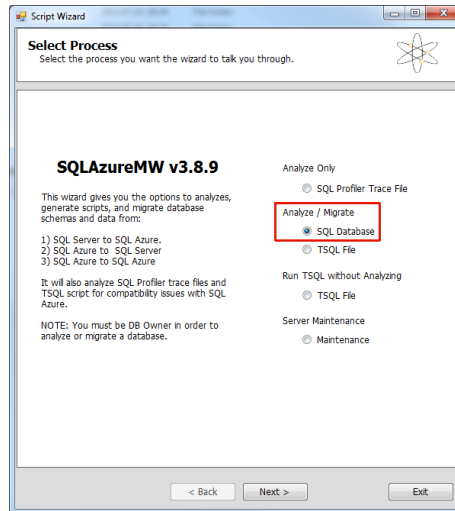 Script Wizard
Select Process
Select the process you want the wizard to talk you through.
SQLAzureMW v3.8.9
This wizard gives you the options to analyzes,
generate scripts, and migrate database
schemas and data from:
1) SQL Server to SQL Azure.
2) SQL Azure to SQL Server
3) SQL Azure to SQL Azure
It will also analyze SQL Profiler trace files and
TSQL script for compatibility issues with SQL
Azure.
NOTE: You must be DB Owner in order to
analyze or migrate a database.
Analyze Only
SQL Profiler Trace File
Analyze / Migrate
SQL Database
TSQL File
Run TSQL without Analyzing
TSQL File
Server Maintenance
Maintenance
< Back
Next >
Exit